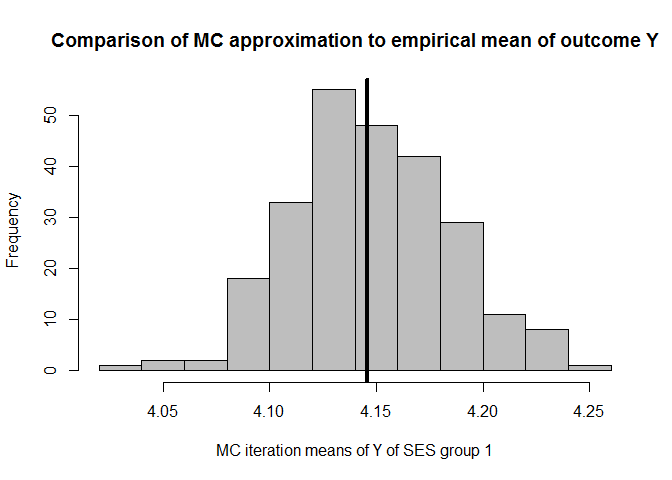 Comparison of MC approximation to empirical mean of outcome Y
Frequency
50
40
30
20
10
0
4.05 4.10 4.15 4.20 4.25
MC iteration means of Y of SES group 1